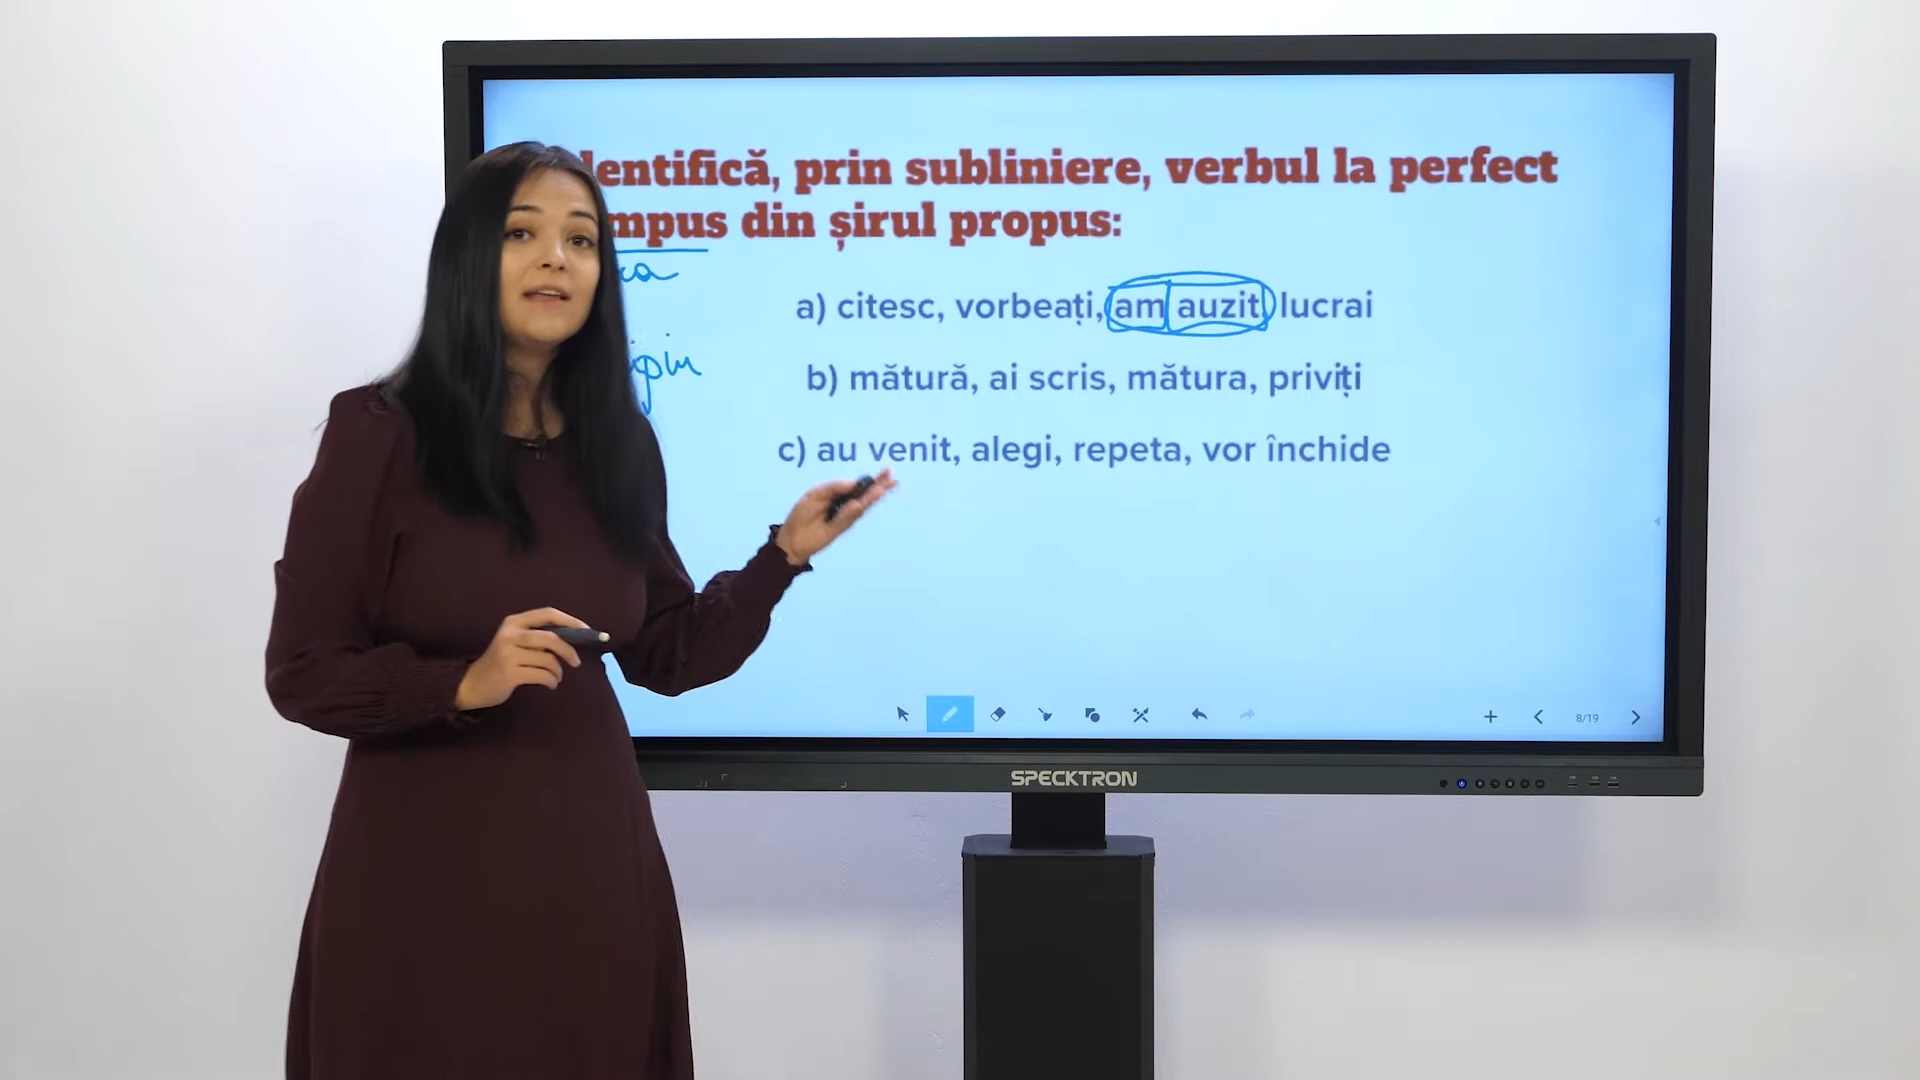 dentifică, prin subliniere, verbul la perfect
mpus din șirul propus:
a) citesc, vorbeați, am auzit, lucrai
b) mătură, ai scris, mătura, priviți
c) au venit, alegi, repeta, vor închide
8/19
SPECKTRON